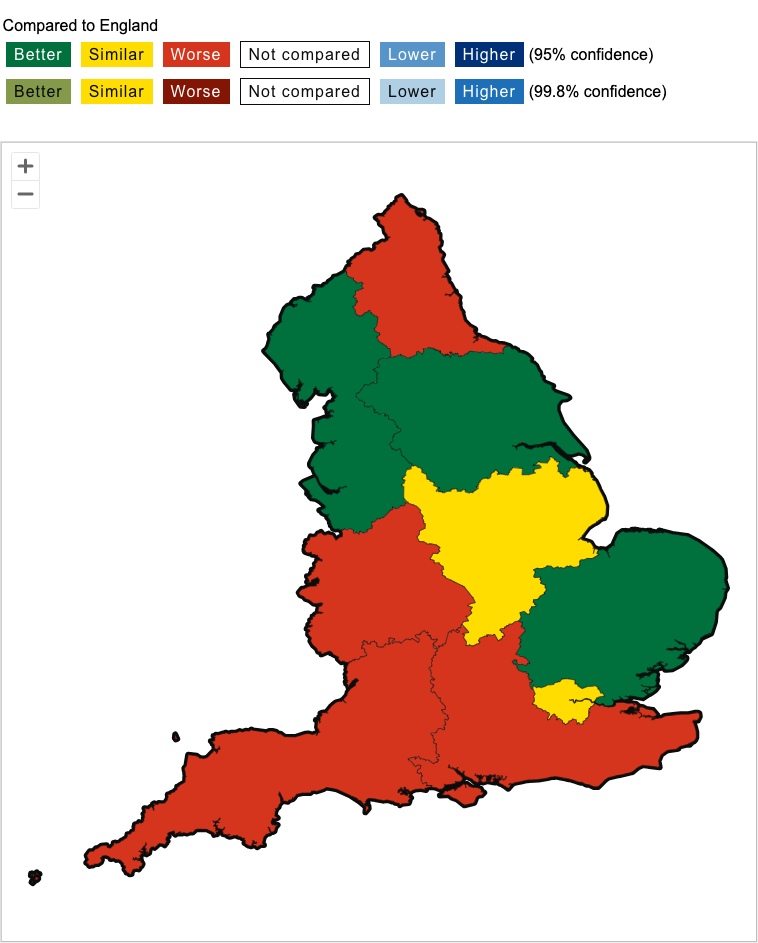 Compared to England
Better Similar Worse Not compared Lower Higher (95% confidence)
Better Similar Worse Not compared Lower Higher (99.8% confidence)
+
−